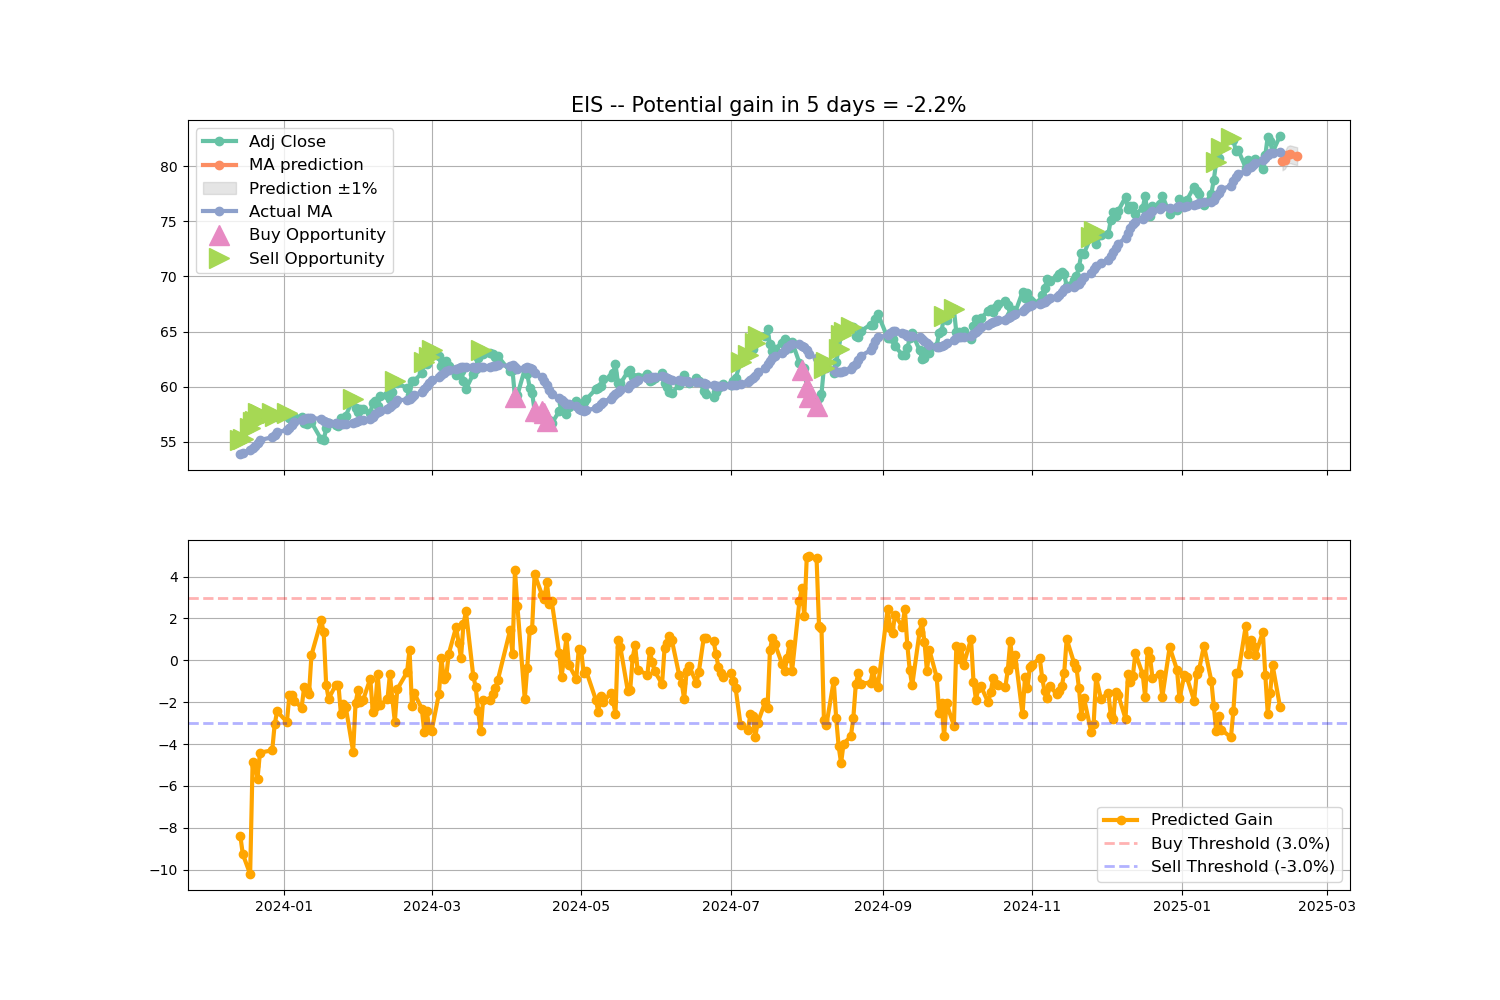 EIS -- Potential gain in 5 days = -2.2%
Adj Close
MA prediction
Prediction ±1%
Actual MA
Buy Opportunity
Sell Opportunity
80
75
70
65
60
55
4
2
0
−2
−4
−6
−8
−10
Predicted Gain
Buy Threshold (3.0%)
Sell Threshold (-3.0%)
2024-01 2024-03 2024-05 2024-07 2024-09 2024-11 2025-01 2025-03